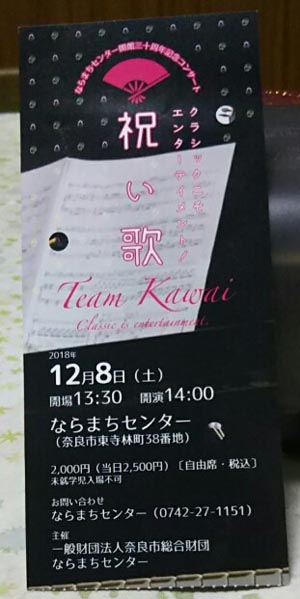 ならまちセンター開館三十周年記念コンサート
クラシックニテ
エンターテイメント!
祝い歌
Team Kawai
Classic is entertainment.
2018年
12月8日(土)
開場13:30 開演14:00
ならまちセンター
(奈良市東寺林町38番地)
2,000円(当日2,500円)〔自由席・税込〕
未就学児入場不可
お問い合わせ
ならまちセンター(0742-27-1151)
主催
一般財団法人奈良市総合財団
ならまちセンター